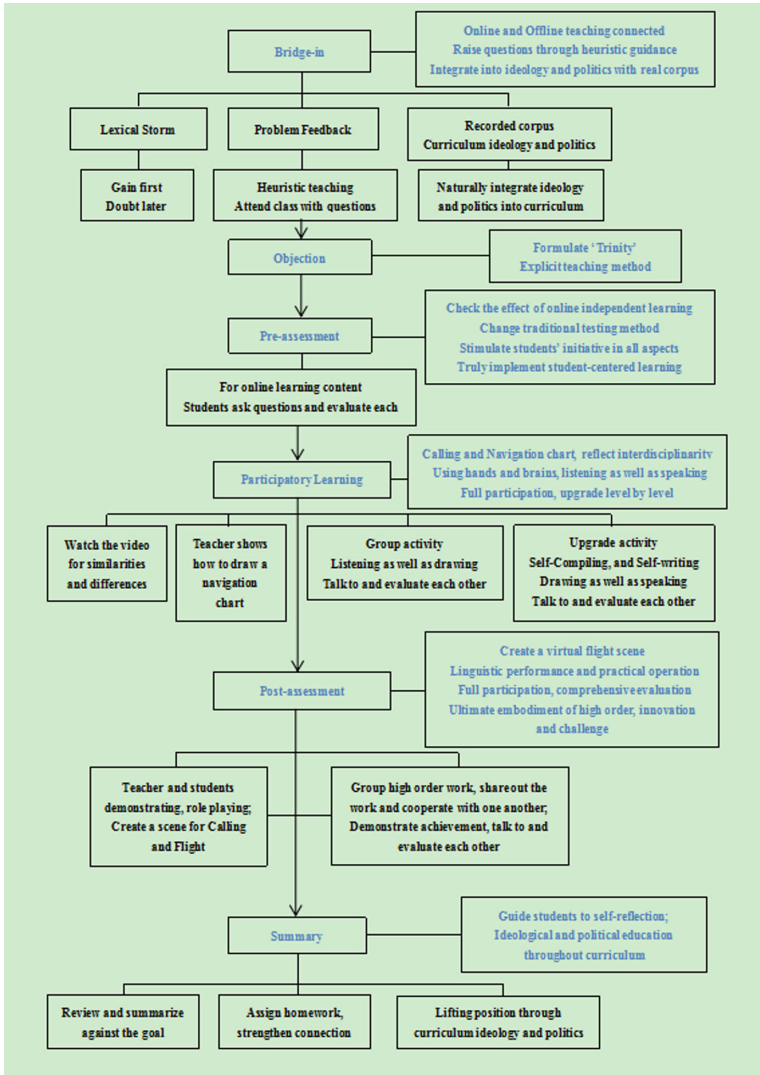 Bridge-in
Online and Offline teaching connected
Raise questions through heuristic guidance
Integrate into ideology and politics with real corpus
Lexical Storm
Problem Feedback
Recorded corpus
Curriculum ideology and politics
Gain first
Doubt later
Heuristic teaching
Attend class with questions
Naturally integrate ideology
and politics into curriculum
Objection
Formulate ‘ Trinity’
Explicit teaching method
Pre-assessment
Check the effect of online independent learning
Change traditional testing method
Stimulate students’ initiative in all aspects
Truly implement student-centered learning
For online learning content
Students ask questions and evaluate each
Participatory Learning
Calling and Navigation chart, reflect interdisciplinarity
Using hands and brains, listening as well as speaking
Full participation, upgrade level by level
Watch the video
for similarities
and differences
Teacher shows
how to draw a
navigation
chart
Group activity
Listening as well as drawing
Talk to and evaluate each other
Upgrade activity
Self-Compiling, and Self-writing
Drawing as well as speaking
Talk to and evaluate each other
Post-assessment
Create a virtual flight scene
Linguistic performance and practical operation
Full participation, comprehensive evaluation
Ultimate embodiment of high order, innovation
and challenge
Teacher and students
demonstrating, role playing;
Create a scene for Calling
and Flight
Group high order work, share out the
work and cooperate with one another;
Demonstrate achievement, talk to and
evaluate each other
Summary
Guide students to self-reflection;
Ideological and political education
throughout curriculum
Review and summarize
against the goal
Assign homework,
strengthen connection
Lifting position through
curriculum ideology and politics